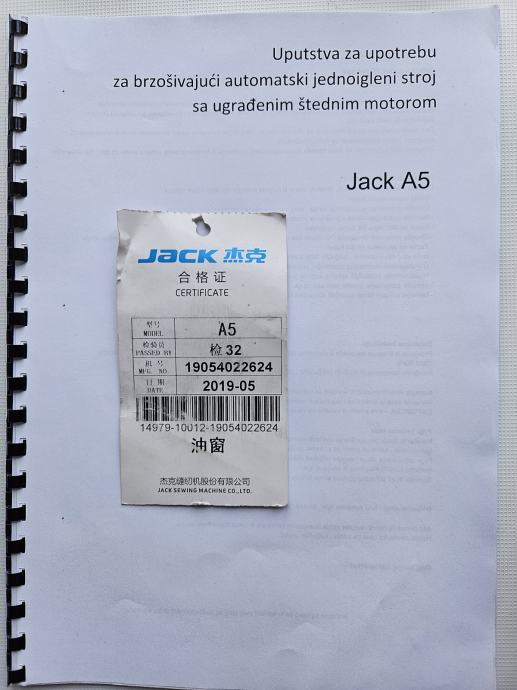 Uputstva za upotrebu
za brzošivajući automatski jednoigleni stroj
sa ugrađenim štednim motorom
Jack A5
JACK 杰克
合格证
CERTIFICATE
型号
MODEL
A5
检验员
PASSED BY
检 32
机号
MFG. NO.
19054022624
日期
DATE
2019-05
14979-10012-19054022624
油窗
杰克缝纫机股份有限公司
JACK SEWING MACHINE CO.,LTD.